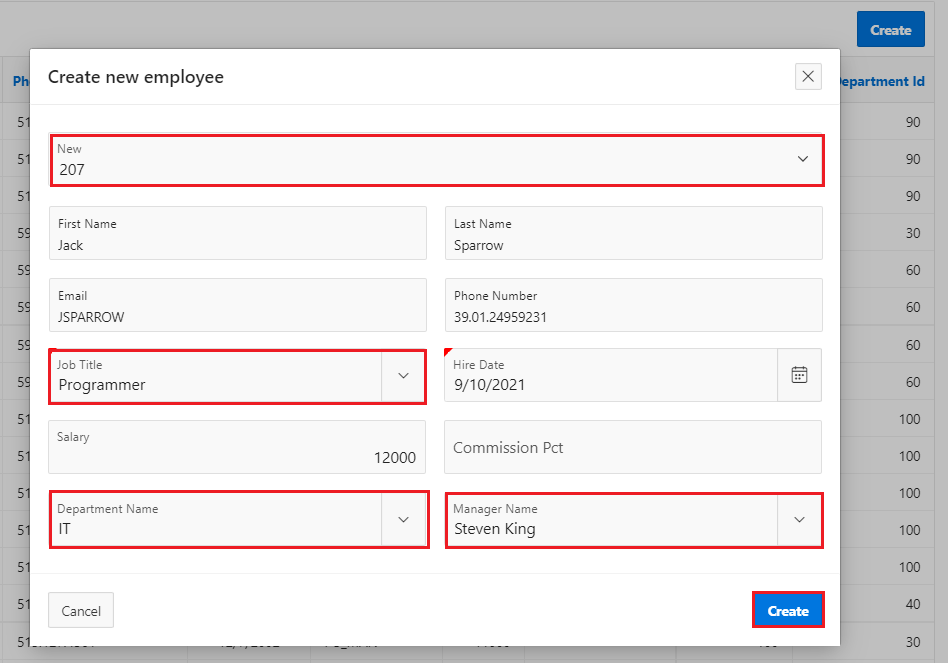 Create
Create new employee
Ph
epartment Id
New
207
First Name
Jack
Last Name
Sparrow
Email
JSPARROW
Phone Number
39.01.24959231
Job Title
Programmer
Hire Date
9/10/2021
Salary
12000
Commission Pct
Department Name
IT
Manager Name
Steven King
Cancel
Create
51
90
51
90
51
90
59
30
59
60
59
60
59
60
59
60
51
100
51
100
51
100
51
100
51
100
51
40
30